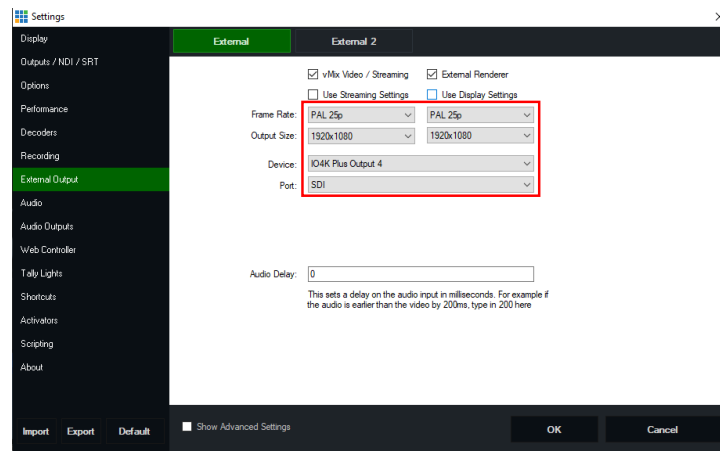 Settings
Display
Outputs / NDI / SRT
Options
Performance
Decoders
Recording
External Output
Audio
Audio Outputs
Web Controller
Tally Lights
Shortcuts
Activators
Scripting
About
Import Export Default
External External 2
vMix Video / Streaming External Renderer
Use Streaming Settings Use Display Settings
Frame Rate: PAL 25p PAL 25p
Output Size: 1920x1080 1920x1080
Device: IO4K Plus Output 4
Port: SDI
Audio Delay: 0
This sets a delay on the audio input in milliseconds. For example if
the audio is earlier than the video by 200ms, type in 200 here
Show Advanced Settings OK Cancel